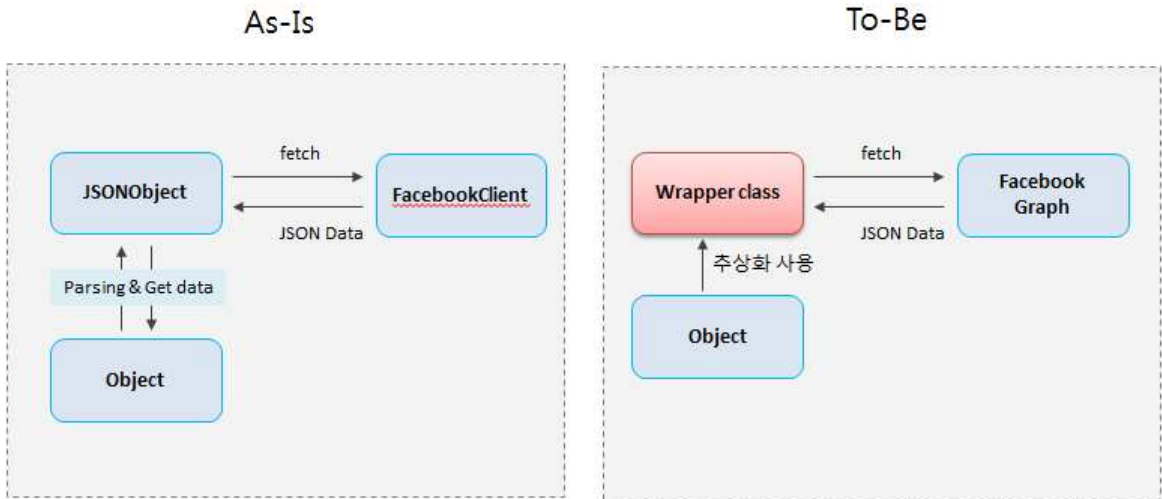 As-Is
To-Be
fetch
JSONObject
FacebookClient
JSON Data
Parsing & Get data
Object
fetch
Wrapper class
Facebook
Graph
JSON Data
추상화 사용
Object